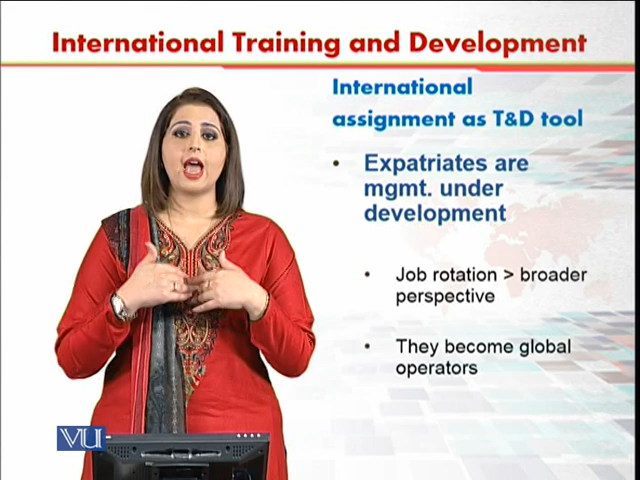 International Training and Development
International
assignment as T&D tool
• Expatriates are
mgmt. under
development
• Job rotation > broader
perspective
• They become global
operators
VU